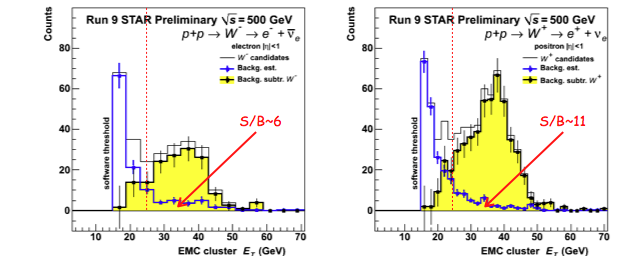 Run 9 STAR Preliminary √s = 500 GeV
p+p → W⁻ → e⁻ + ν̅ₑ
electron |η|<1
W⁻ candidates
Backg. est.
Backg. subtr. W⁻
S/B~6
software threshold
Counts
80
60
40
20
0
10 20 30 40 50 60 70
EMC cluster E_T (GeV)
Run 9 STAR Preliminary √s = 500 GeV
p+p → W⁺ → e⁺ + νₑ
positron |η|<1
W⁺ candidates
Backg. est.
Backg. subtr. W⁺
S/B~11
software threshold
Counts
80
60
40
20
0
10 20 30 40 50 60 70
EMC cluster E_T (GeV)